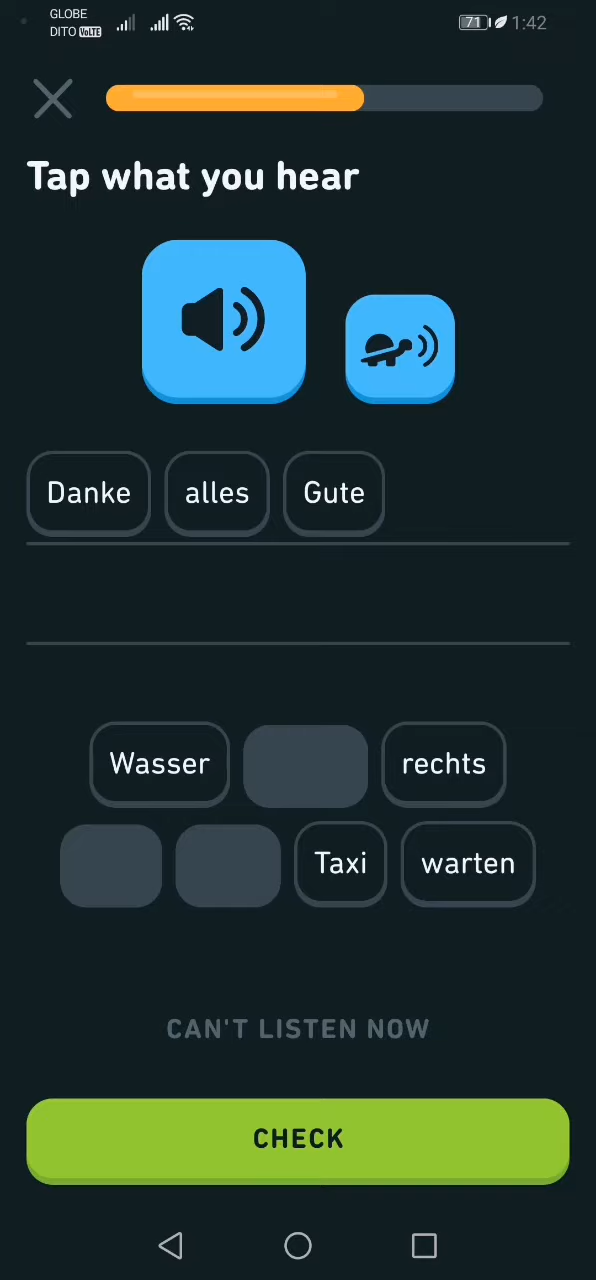 GLOBE
DITO VoLTE
71 1:42
Tap what you hear
Danke alles Gute
Wasser rechts
Taxi warten
CAN'T LISTEN NOW
CHECK